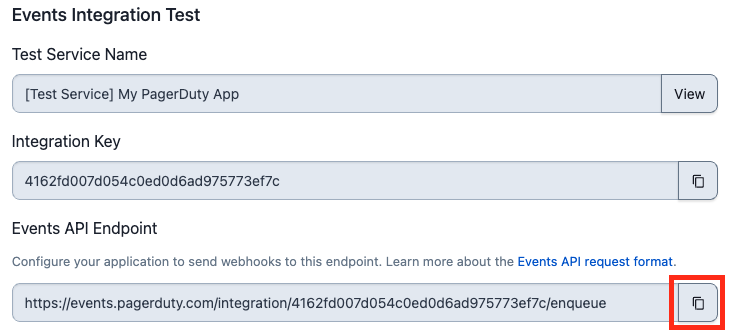 Events Integration Test
Test Service Name
[Test Service] My PagerDuty App
View
Integration Key
4162fd007d054c0ed0d6ad975773ef7c
Events API Endpoint
Configure your application to send webhooks to this endpoint. Learn more about the Events API request format.
https://events.pagerduty.com/integration/4162fd007d054c0ed0d6ad975773ef7c/enqueue